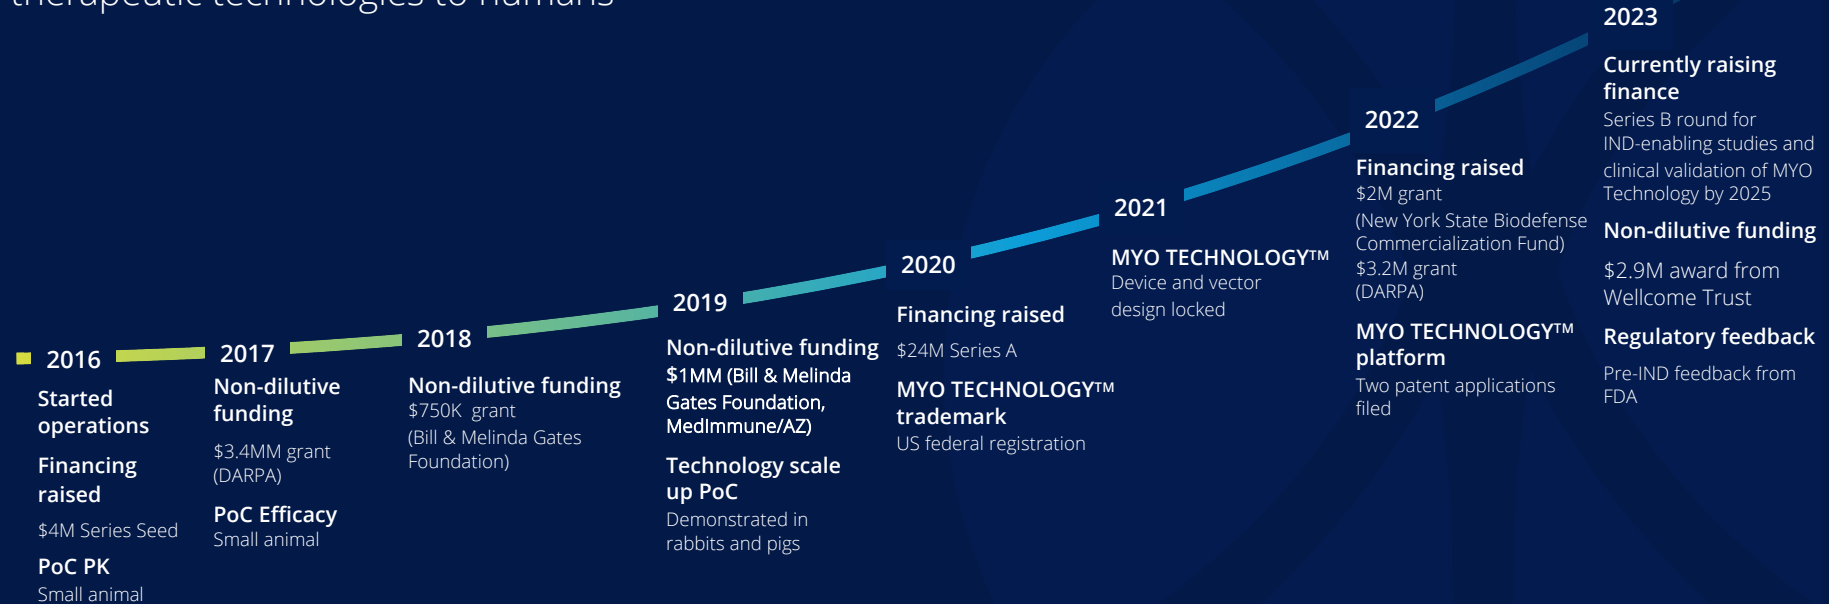 therapeutic technologies to humans
2016
Started
operations
Financing
raised
$4M Series Seed
PoC PK
Small animal
2017
Non-dilutive
funding
$3.4MM grant
(DARPA)
PoC Efficacy
Small animal
2018
Non-dilutive funding
$750K grant
(Bill & Melinda Gates
Foundation)
2019
Non-dilutive funding
$1MM (Bill & Melinda
Gates Foundation,
MedImmune/AZ)
Technology scale
up PoC
Demonstrated in
rabbits and pigs
2020
Financing raised
$24M Series A
MYO TECHNOLOGY™
trademark
US federal registration
2021
MYO TECHNOLOGY™
Device and vector
design locked
2022
Financing raised
$2M grant
(New York State Biodefense
Commercialization Fund)
$3.2M grant
(DARPA)
MYO TECHNOLOGY™
platform
Two patent applications
filed
2023
Currently raising
finance
Series B round for
IND-enabling studies and
clinical validation of MYO
Technology by 2025
Non-dilutive funding
$2.9M award from
Wellcome Trust
Regulatory feedback
Pre-IND feedback from
FDA